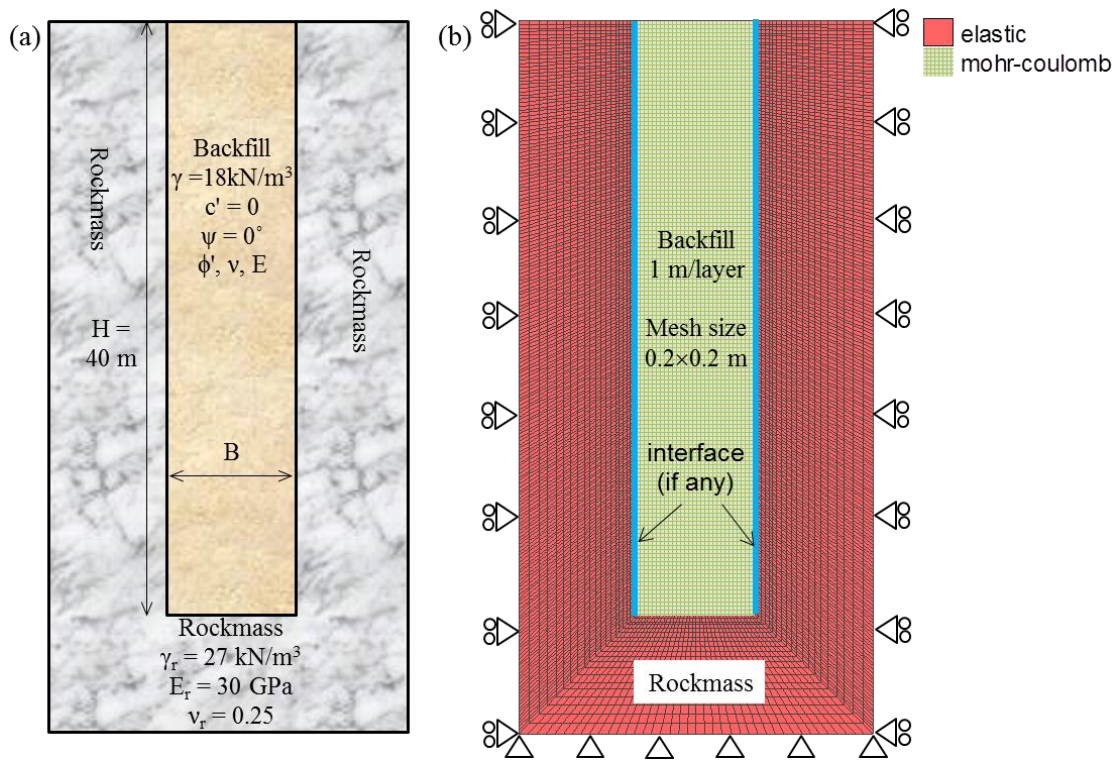 (a)
Rockmass
Backfill
γ =18kN/m³
c' = 0
ψ = 0°
ϕ', ν, E
Rockmass
H =
40 m
B
Rockmass
γr = 27 kN/m³
Er = 30 GPa
νr = 0.25
(b)
elastic
mohr-coulomb
Backfill
1 m/layer
Mesh size
0.2×0.2 m
interface
(if any)
Rockmass